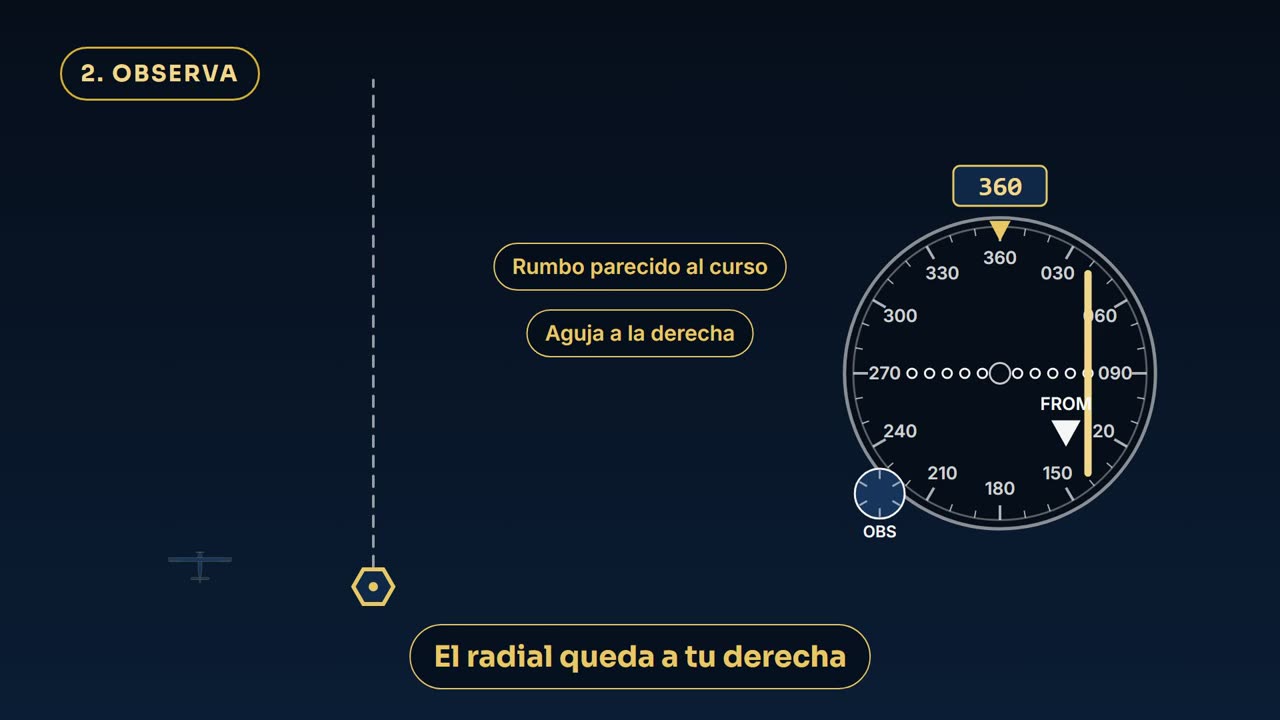 2. OBSERVA
Rumbo parecido al curso
Aguja a la derecha
360
360
030
060
090
20
150
180
210
240
270
300
330
FROM
OBS
El radial queda a tu derecha